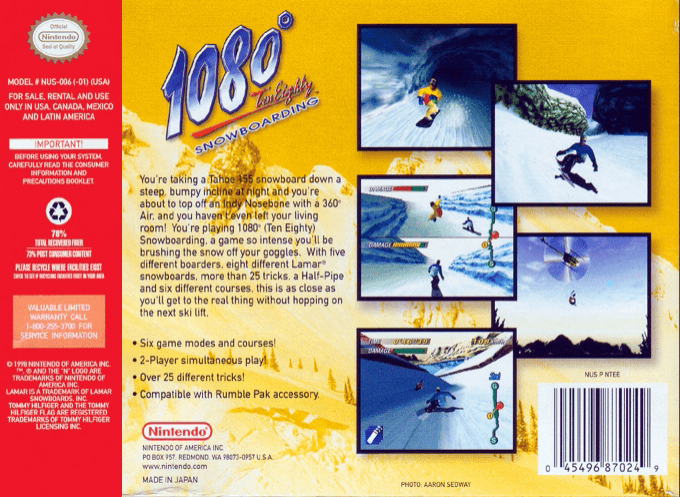 Official
Nintendo
Seal of Quality
MODEL # NUS-006 (-01) (USA)
FOR SALE, RENTAL AND USE
ONLY IN USA, CANADA, MEXICO
AND LATIN AMERICA
IMPORTANT!
BEFORE USING YOUR SYSTEM,
CAREFULLY READ THE CONSUMER
INFORMATION AND
PRECAUTIONS BOOKLET.
78%
TOTAL RECOVERED FIBER
73% POST-CONSUMER CONTENT
PLEASE RECYCLE WHERE FACILITIES EXIST
VALUABLE LIMITED
WARRANTY CALL
1-800-255-3700 FOR
SERVICE INFORMATION
© 1998 NINTENDO OF AMERICA INC.
™, ® AND THE "N" LOGO ARE
TRADEMARKS OF NINTENDO OF
AMERICA INC.
LAMAR IS A TRADEMARK OF LAMAR
SNOWBOARDS, INC.
TOMMY HILFIGER AND THE TOMMY
HILFIGER FLAG ARE REGISTERED
TRADEMARKS OF TOMMY HILFIGER
LICENSING INC.
1080°
TenEighty
SNOWBOARDING
You're taking a Tahoe 155 snowboard down a
steep, bumpy incline at night and you're
about to top off an Indy Nosebone with a 360°
Air, and you haven't even left your living
room! You're playing 1080° (Ten Eighty)
Snowboarding, a game so intense you'll be
brushing the snow off your goggles. With five
different boarders, eight different Lamar®
snowboards, more than 25 tricks, a Half-Pipe
and six different courses, this is as close as
you'll get to the real thing without hopping on
the next ski lift.
• Six game modes and courses!
• 2-Player simultaneous play!
• Over 25 different tricks!
• Compatible with Rumble Pak accessory.
Nintendo®
NINTENDO OF AMERICA INC.
PO BOX 957, REDMOND, WA 98073-0957 U.S.A.
www.nintendo.com
MADE IN JAPAN
DAMAGE
DAMAGE
TIME
DAMAGE
2nd
NUS P NTEE
0 45496 87024 9
PHOTO: AARON SEDWAY